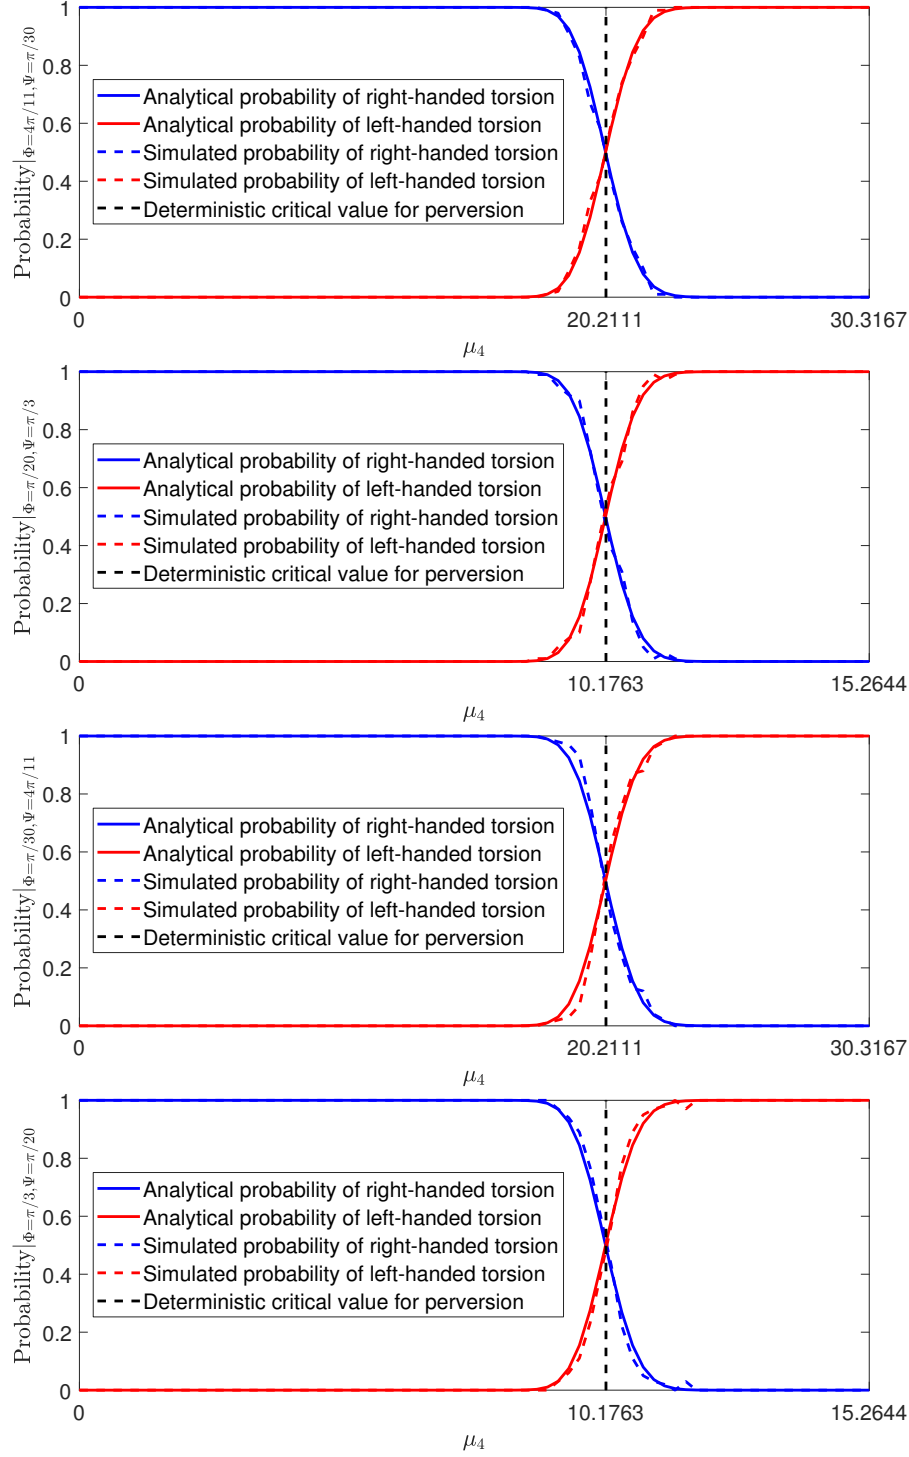 Probability|Φ=4π/11,Ψ=π/30
1
0.8
0.6
0.4
0.2
0
Analytical probability of right-handed torsion
Analytical probability of left-handed torsion
Simulated probability of right-handed torsion
Simulated probability of left-handed torsion
Deterministic critical value for perversion
0 20.2111 30.3167
μ4
Probability|Φ=π/20,Ψ=π/3
1
0.8
0.6
0.4
0.2
0
Analytical probability of right-handed torsion
Analytical probability of left-handed torsion
Simulated probability of right-handed torsion
Simulated probability of left-handed torsion
Deterministic critical value for perversion
0 10.1763 15.2644
μ4
Probability|Φ=π/30,Ψ=4π/11
1
0.8
0.6
0.4
0.2
0
Analytical probability of right-handed torsion
Analytical probability of left-handed torsion
Simulated probability of right-handed torsion
Simulated probability of left-handed torsion
Deterministic critical value for perversion
0 20.2111 30.3167
μ4
Probability|Φ=π/3,Ψ=π/20
1
0.8
0.6
0.4
0.2
0
Analytical probability of right-handed torsion
Analytical probability of left-handed torsion
Simulated probability of right-handed torsion
Simulated probability of left-handed torsion
Deterministic critical value for perversion
0 10.1763 15.2644
μ4